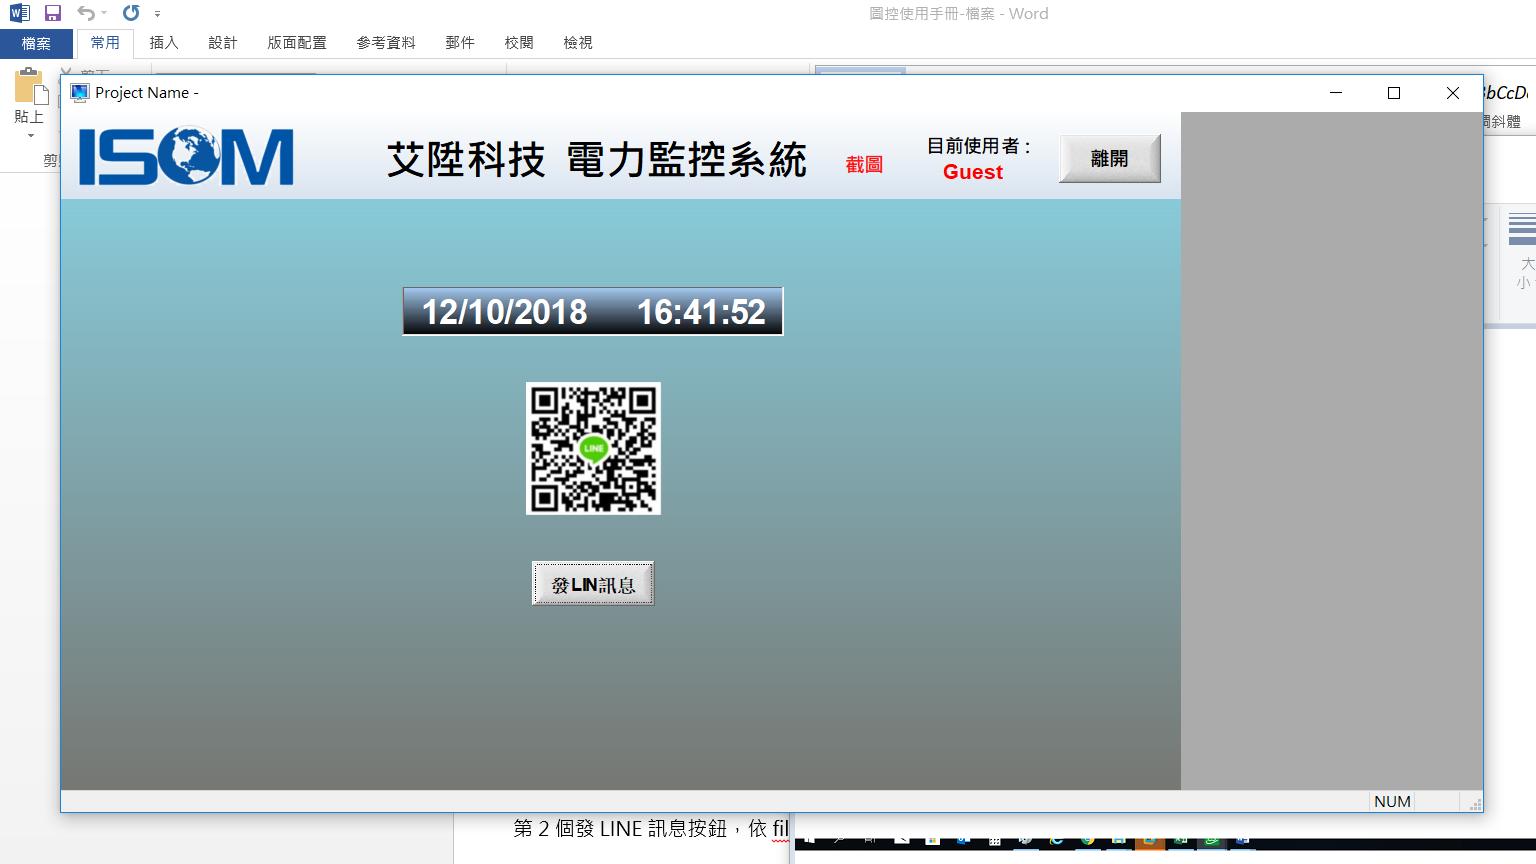 圖控使用手冊-檔案 - Word
檔案 常用 插入 設計 版面配置 參考資料 郵件 校閱 檢視
貼上
Project Name -
ISOM
艾陞科技 電力監控系統
截圖
目前使用者 :
Guest
離開
12/10/2018 16:41:52
LINE
發LIN訊息
大
小
NUM
第 2 個發 LINE 訊息按鈕，依 fil